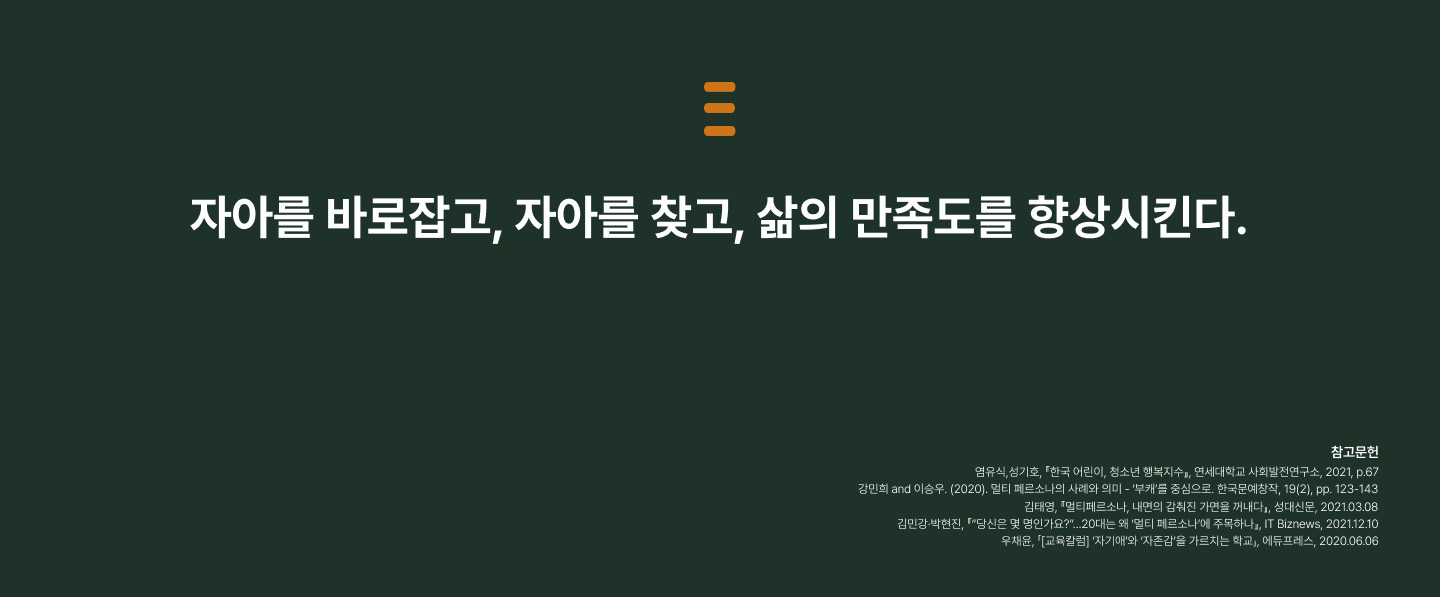 자아를 바로잡고, 자아를 찾고, 삶의 만족도를 향상시킨다.
참고문헌
염유식,성기호, 『한국 어린이, 청소년 행복지수』, 연세대학교 사회발전연구소, 2021, p.67
강민희 and 이승우. (2020). 멀티 페르소나의 사례와 의미 - '부캐'를 중심으로. 한국문예창작, 19(2), pp. 123-143
김태영, 『멀티페르소나, 내면의 감춰진 가면을 꺼내다』, 성대신문, 2021.03.08
김민강·박현진, 『“당신은 몇 명인가요?”…20대는 왜 ‘멀티 페르소나’에 주목하나』, IT Biznews, 2021.12.10
우채윤, 「[교육칼럼] ‘자기애’와 ‘자존감’을 가르치는 학교」, 에듀프레스, 2020.06.06